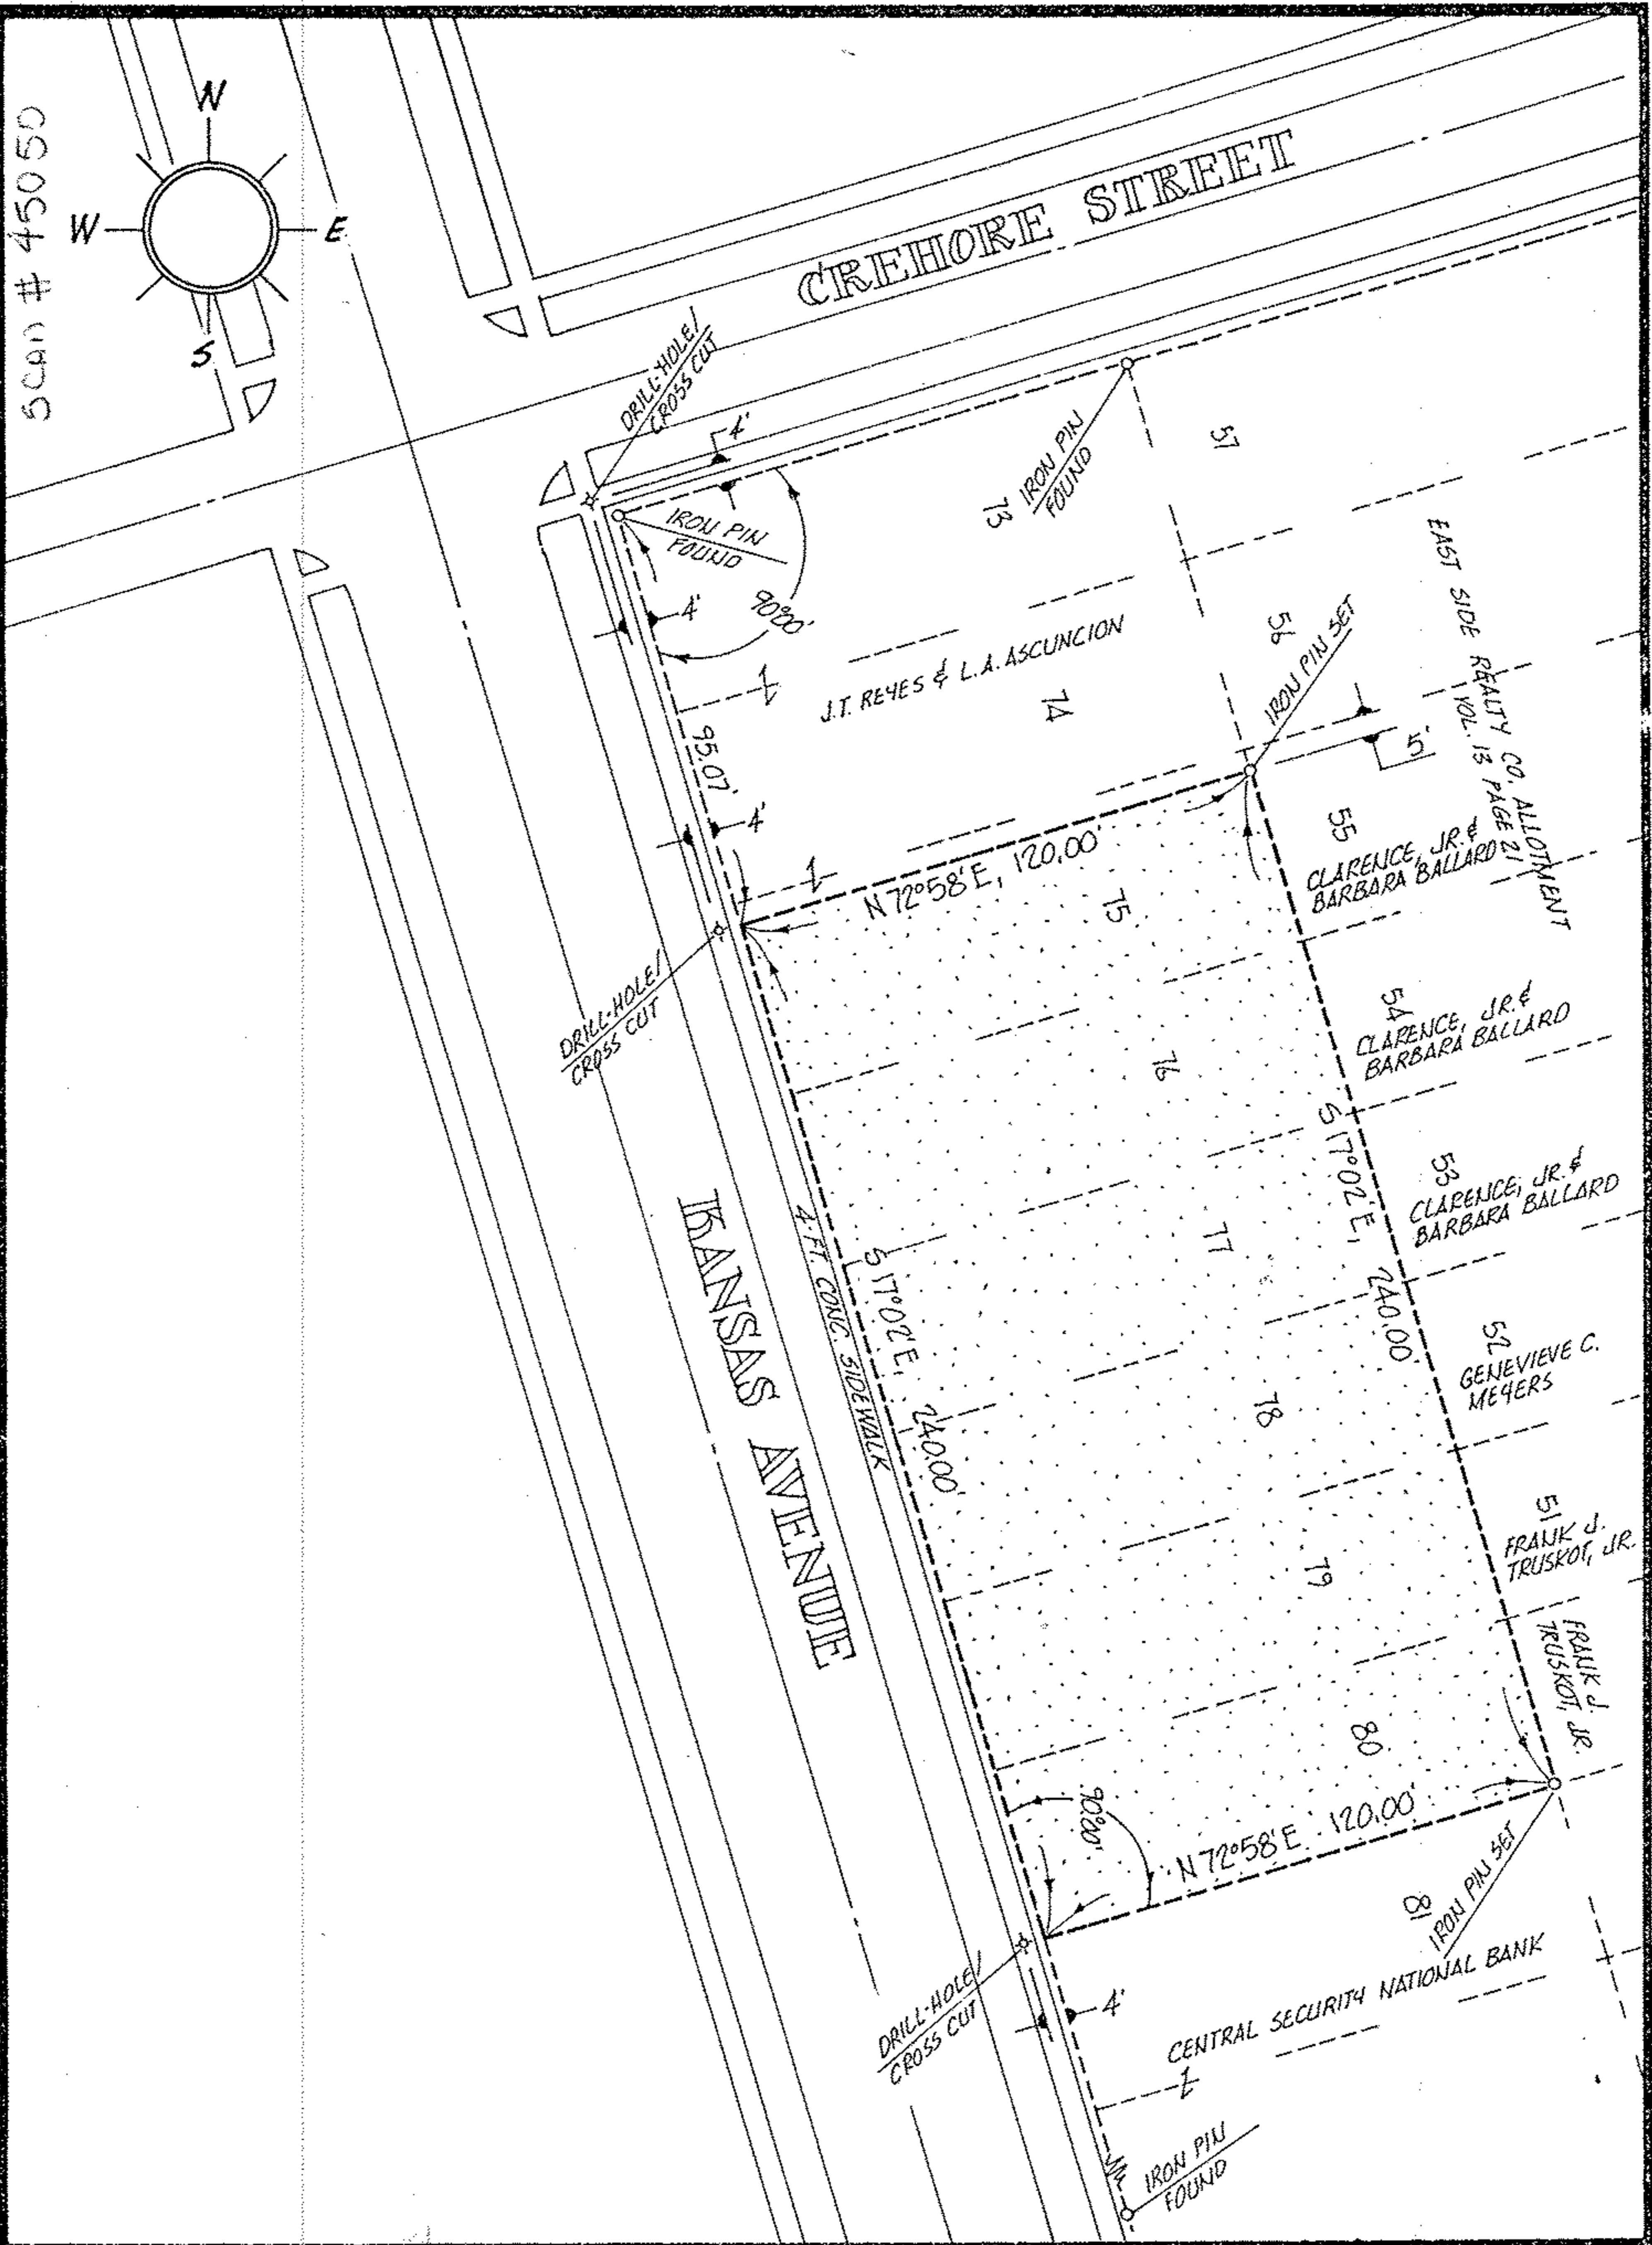 Scan # 45050
N
W
E
S
CREHORE STREET
DRILL-HOLE/
CROSS CUT
4'
IRON PIN
FOUND
90°00'
4'
73
IRON PIN
FOUND
57
J.T. REYES & L.A. ASCUNCION
74
56
IRON PIN SET
5'
EAST SIDE REALTY CO. ALLOTMENT
VOL. 13 PAGE 21
95.07'
4'
N 72°58' E, 120.00'
75
55
CLARENCE, JR. &
BARBARA BALLARD
DRILL-HOLE/
CROSS CUT
76
54
CLARENCE, JR. &
BARBARA BALLARD
S 17°02' E, 240.00'
77
53
CLARENCE, JR. &
BARBARA BALLARD
KANSAS AVENUE
4 FT. CONC. SIDEWALK
S 17°02' E, 240.00'
78
52
GENEVIEVE C.
MEYERS
79
51
FRANK J.
TRUSKOT, JR.
FRANK J.
TRUSKOT, JR.
80
90°00'
N 72°58' E 120.00'
81
IRON PIN SET
DRILL-HOLE/
CROSS CUT
4'
CENTRAL SECURITY NATIONAL BANK
IRON PIN
FOUND